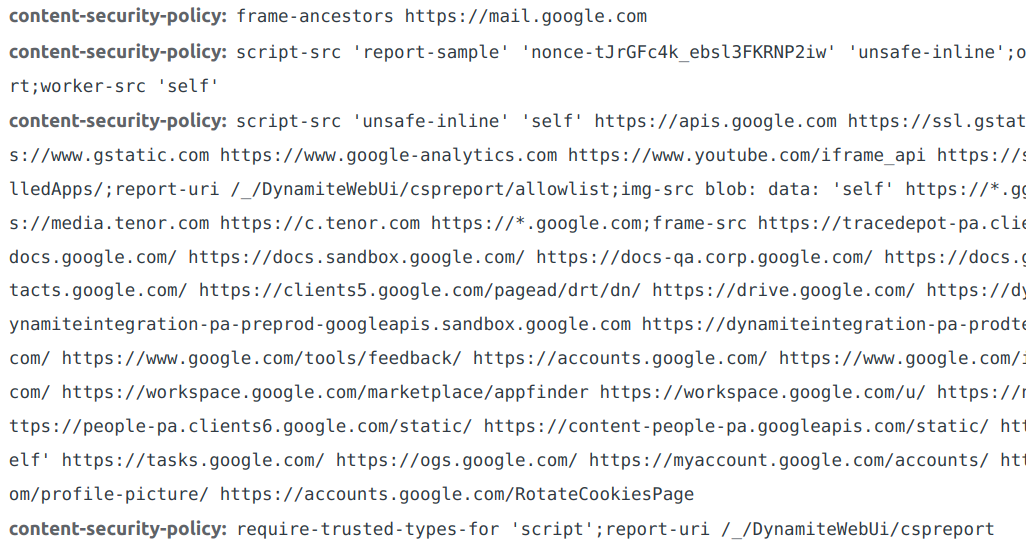 content-security-policy: frame-ancestors https://mail.google.com
content-security-policy: script-src 'report-sample' 'nonce-tJrGFc4k_ebsl3FKRNP2iw' 'unsafe-inline';o
rt;worker-src 'self'
content-security-policy: script-src 'unsafe-inline' 'self' https://apis.google.com https://ssl.gstat
s://www.gstatic.com https://www.google-analytics.com https://www.youtube.com/iframe_api https://s
lledApps/;report-uri /_/DynamiteWebUi/cspreport/allowlist;img-src blob: data: 'self' https://*.gg
s://media.tenor.com https://c.tenor.com https://*.google.com;frame-src https://tracedepot-pa.clie
docs.google.com/ https://docs.sandbox.google.com/ https://docs-qa.corp.google.com/ https://docs.g
tacts.google.com/ https://clients5.google.com/pagead/drt/dn/ https://drive.google.com/ https://dy
ynamiteintegration-pa-preprod-googleapis.sandbox.google.com https://dynamiteintegration-pa-prodte
com/ https://www.google.com/tools/feedback/ https://accounts.google.com/ https://www.google.com/i
com/ https://workspace.google.com/marketplace/appfinder https://workspace.google.com/u/ https://
ttps://people-pa.clients6.google.com/static/ https://content-people-pa.googleapis.com/static/ htt
elf' https://tasks.google.com/ https://ogs.google.com/ https://myaccount.google.com/accounts/ htt
om/profile-picture/ https://accounts.google.com/RotateCookiesPage
content-security-policy: require-trusted-types-for 'script';report-uri /_/DynamiteWebUi/cspreport